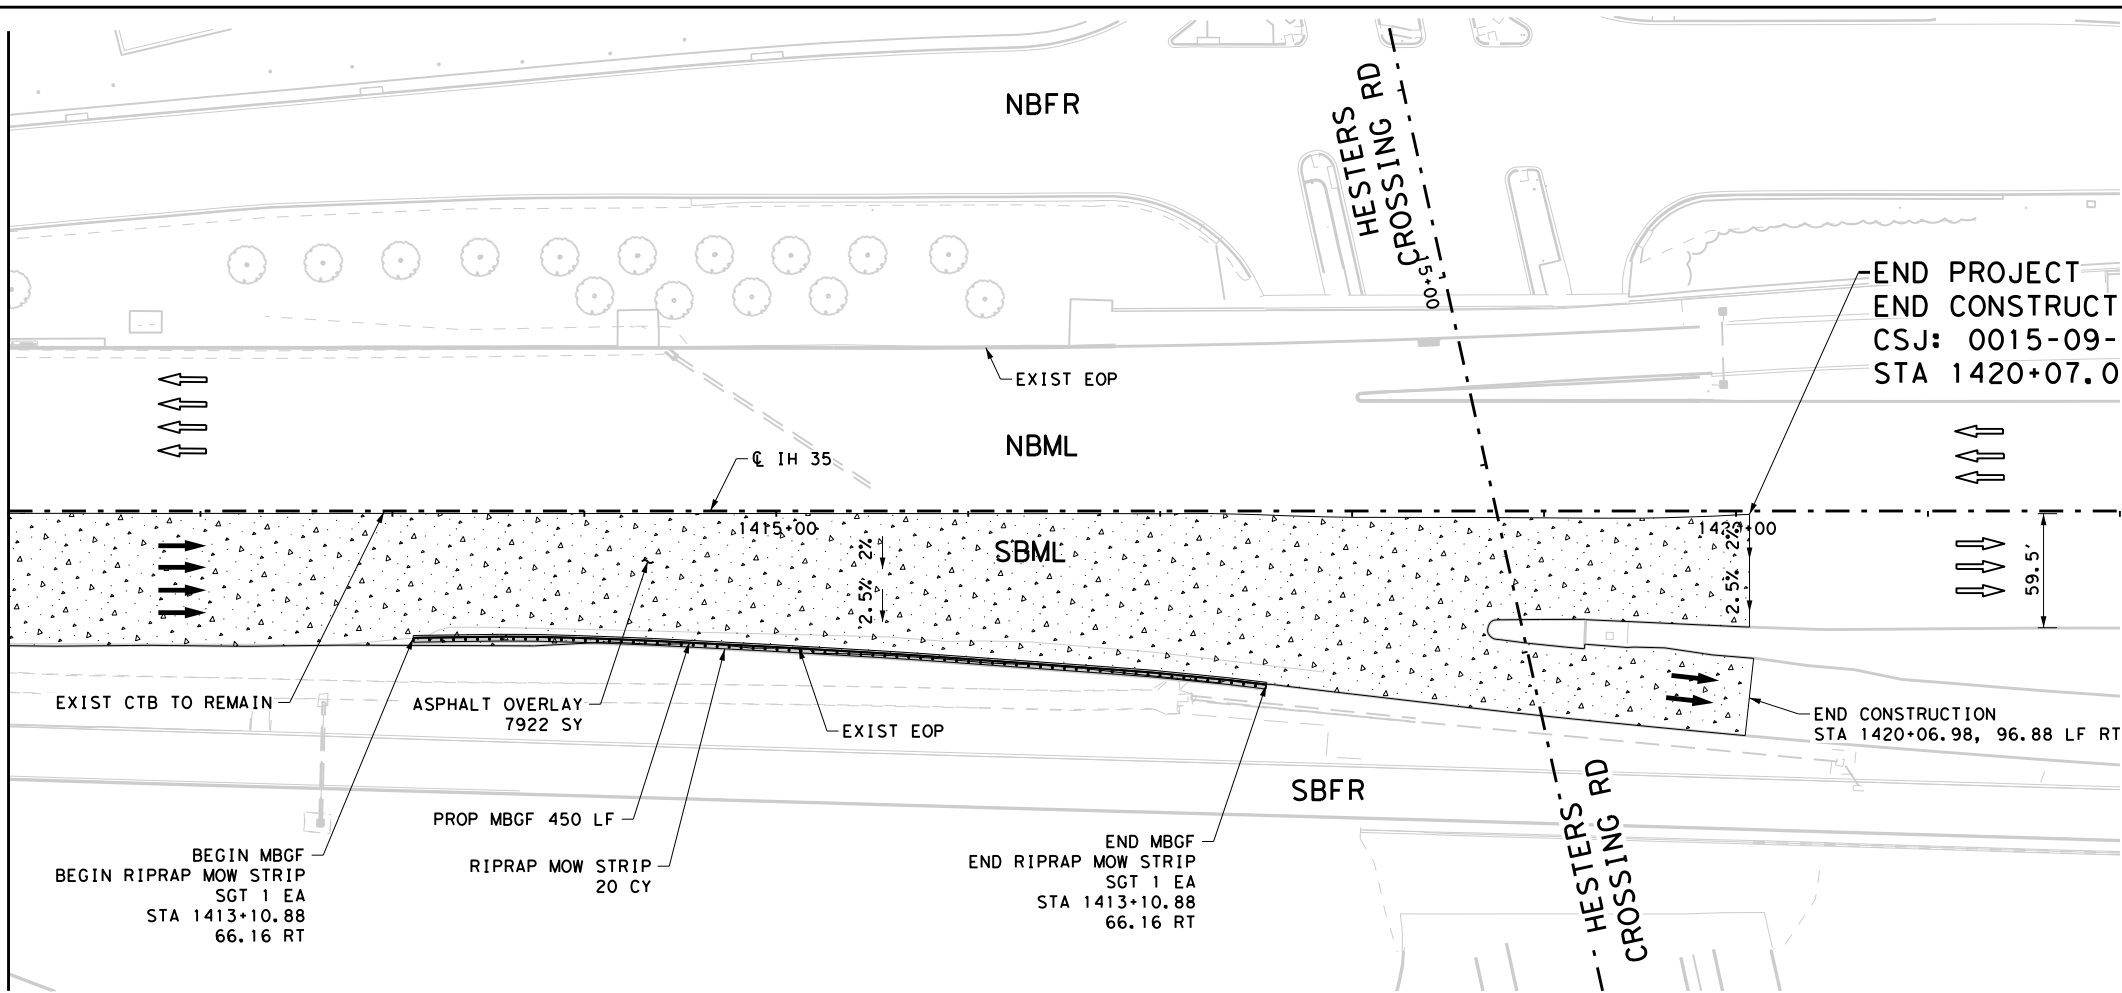 NBFR
HESTERS
CROSSING RD
15+00
END PROJECT
END CONSTRUCT
CSJ: 0015-09-
STA 1420+07.0
EXIST EOP
NBML
℄ IH 35
1415+00
1420+00
SBML
2%
2.5%
2%
2.5%
59.5'
EXIST CTB TO REMAIN
ASPHALT OVERLAY
7922 SY
EXIST EOP
END CONSTRUCTION
STA 1420+06.98, 96.88 LF RT
SBFR
PROP MBGF 450 LF
BEGIN MBGF
BEGIN RIPRAP MOW STRIP
SGT 1 EA
STA 1413+10.88
66.16 RT
RIPRAP MOW STRIP
20 CY
END MBGF
END RIPRAP MOW STRIP
SGT 1 EA
STA 1413+10.88
66.16 RT
HESTERS
CROSSING RD